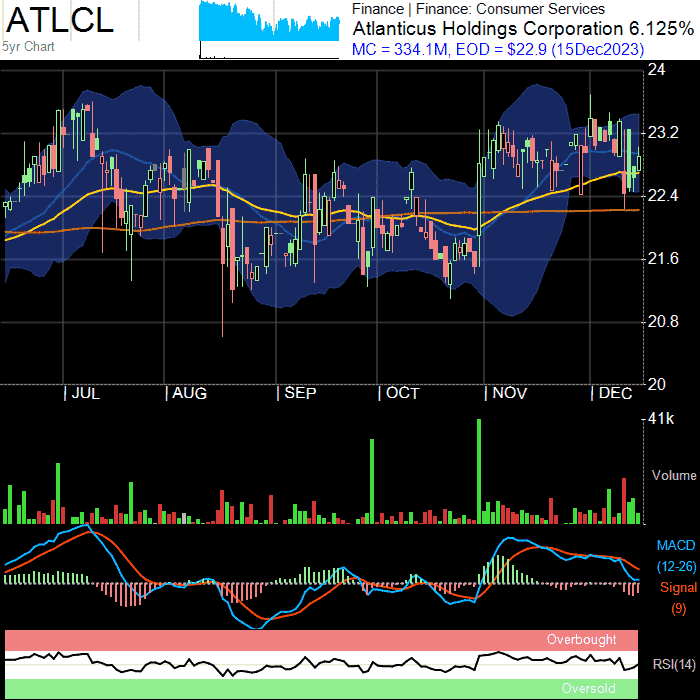 ATLCL
5yr Chart
Finance | Finance: Consumer Services
Atlanticus Holdings Corporation 6.125%
MC = 334.1M, EOD = $22.9 (15Dec2023)
24
23.2
22.4
21.6
20.8
20
JUL AUG SEP OCT NOV DEC
41k
Volume
MACD
(12-26)
Signal
(9)
Overbought
RSI(14)
Oversold